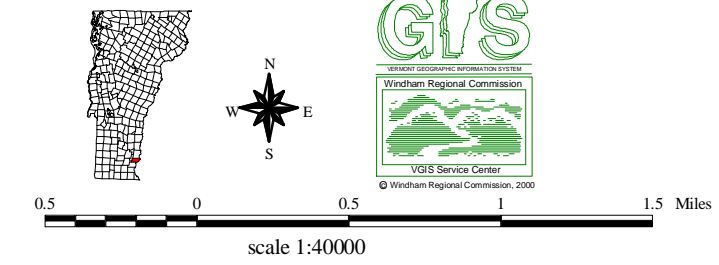 GIS
VERMONT GEOGRAPHIC INFORMATION SYSTEM
Windham Regional Commission
VGIS Service Center
© Windham Regional Commission, 2000
N
W E
S
0.5 0 0.5 1 1.5 Miles
scale 1:40000